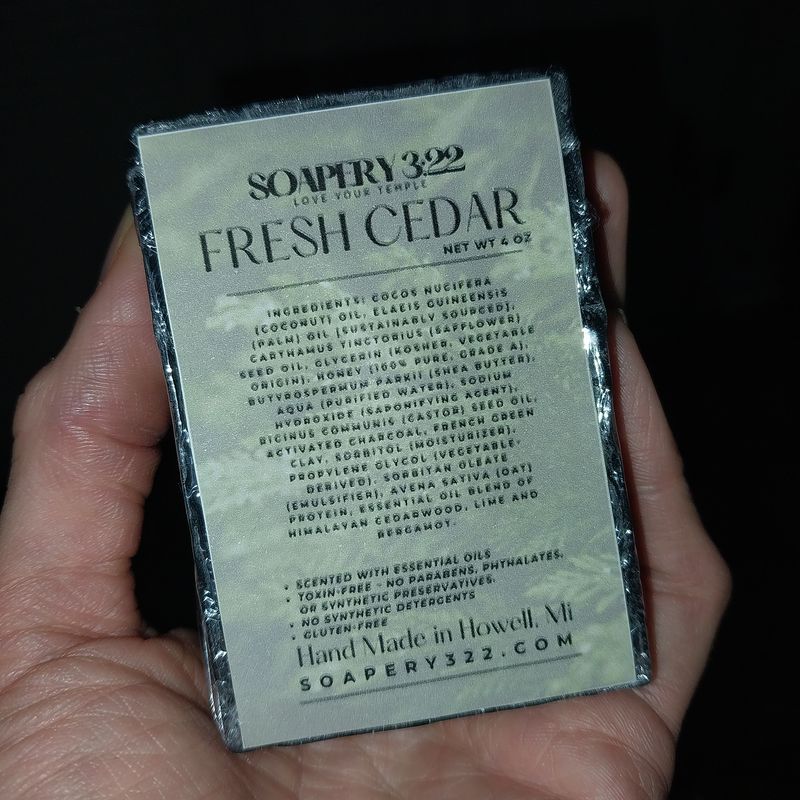 SOAPERY 3:22
LOVE YOUR TEMPLE
FRESH CEDAR
NET WT 4 OZ
INGREDIENTS: COCOS NUCIFERA
(COCONUT) OIL, ELAEIS GUINEENSIS
(PALM) OIL [SUSTAINABLY SOURCED],
CARTHAMUS TINCTORIUS (SAFFLOWER)
SEED OIL, GLYCERIN (KOSHER, VEGETABLE
ORIGIN), HONEY (100% PURE, GRADE A),
BUTYROSPERMUM PARKII (SHEA BUTTER),
AQUA (PURIFIED WATER), SODIUM
HYDROXIDE (SAPONIFYING AGENT),
RICINUS COMMUNIS (CASTOR) SEED OIL,
ACTIVATED CHARCOAL, FRENCH GREEN
CLAY, SORBITOL (MOISTURIZER),
PROPYLENE GLYCOL (VEGETABLE-
DERIVED), SORBITAN OLEATE
(EMULSIFIER), AVENA SATIVA (OAT)
PROTEIN, ESSENTIAL OIL BLEND OF
HIMALAYAN CEDARWOOD, LIME AND
BERGAMOT.
• SCENTED WITH ESSENTIAL OILS
• TOXIN-FREE - NO PARABENS, PHTHALATES,
OR SYNTHETIC PRESERVATIVES.
• NO SYNTHETIC DETERGENTS
• GLUTEN-FREE
Hand Made in Howell, Mi
SOAPERY322.COM